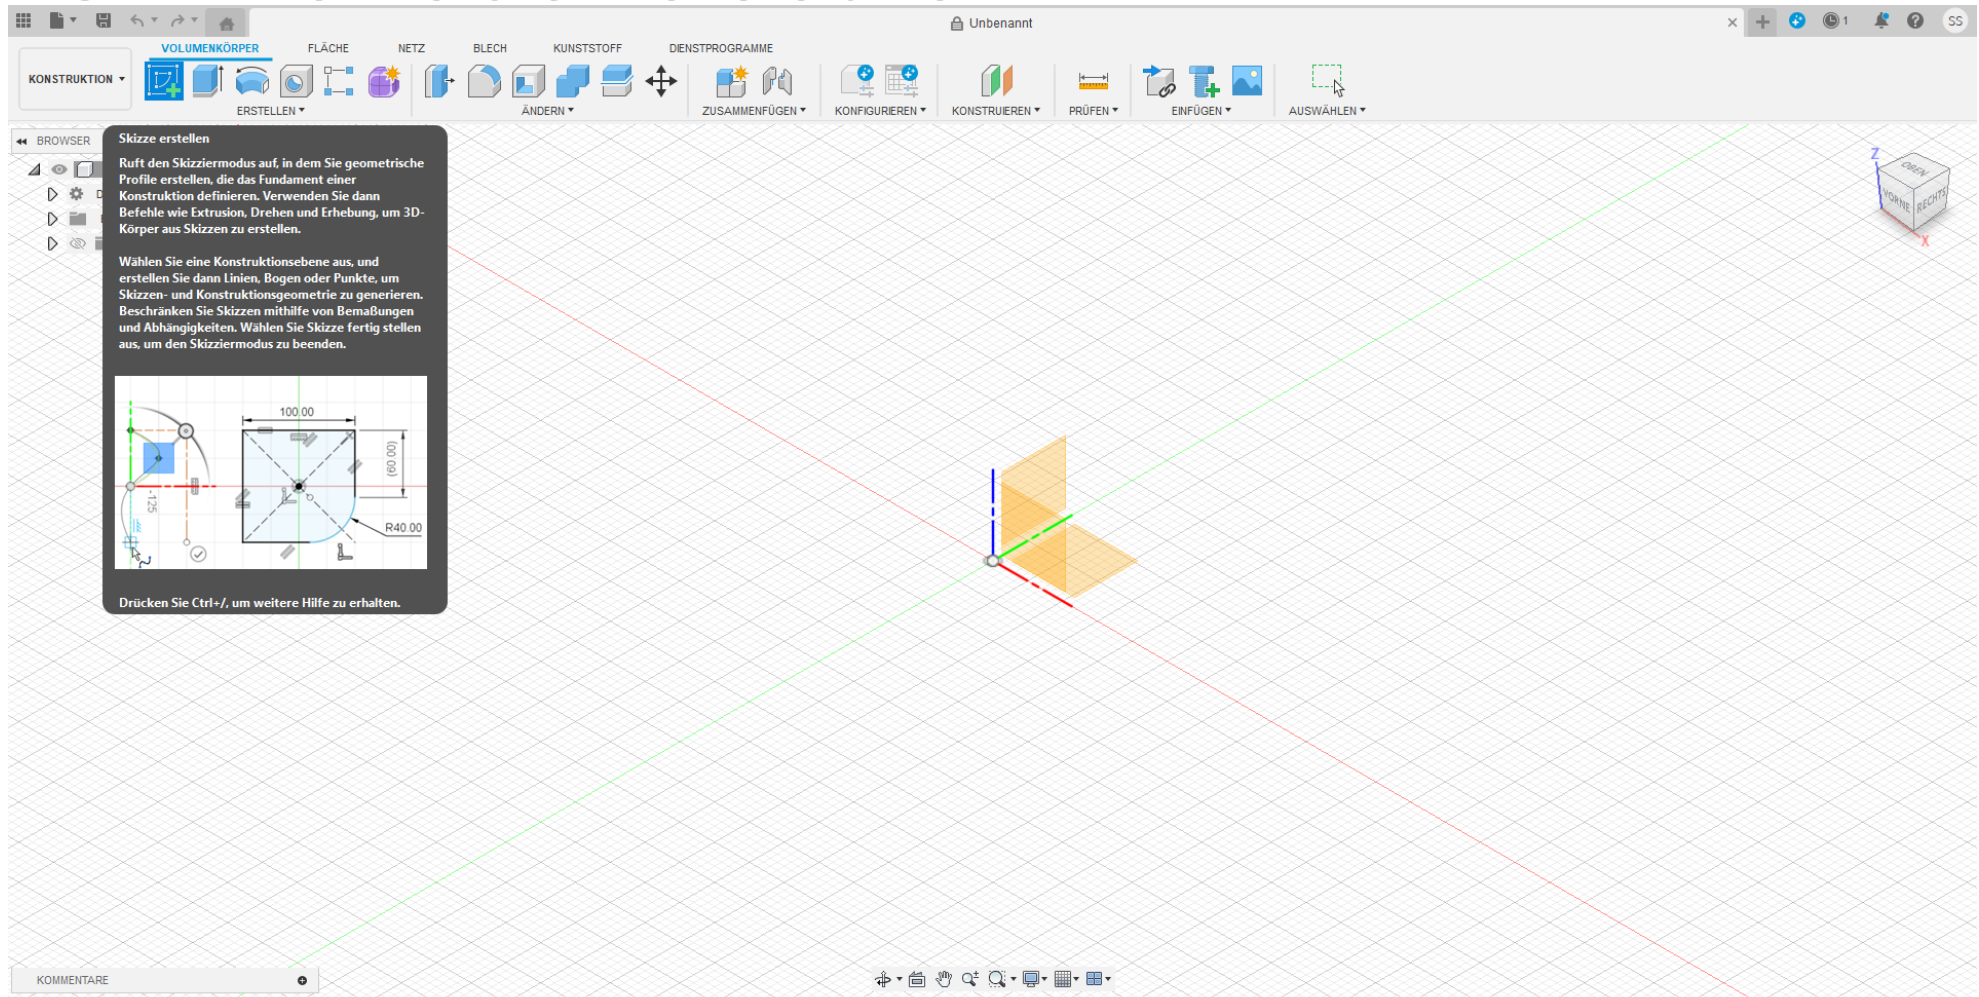 Unbenannt
1
SS
KONSTRUKTION
VOLUMENKÖRPER FLÄCHE NETZ BLECH KUNSTSTOFF DIENSTPROGRAMME
ERSTELLEN ÄNDERN ZUSAMMENFÜGEN KONFIGURIEREN KONSTRUIEREN PRÜFEN EINFÜGEN AUSWÄHLEN
BROWSER
D
Skizze erstellen
Ruft den Skizziermodus auf, in dem Sie geometrische
Profile erstellen, die das Fundament einer
Konstruktion definieren. Verwenden Sie dann
Befehle wie Extrusion, Drehen und Erhebung, um 3D-
Körper aus Skizzen zu erstellen.
Wählen Sie eine Konstruktionsebene aus, und
erstellen Sie dann Linien, Bogen oder Punkte, um
Skizzen- und Konstruktionsgeometrie zu generieren.
Beschränken Sie Skizzen mithilfe von Bemaßungen
und Abhängigkeiten. Wählen Sie Skizze fertig stellen
aus, um den Skizziermodus zu beenden.
100.00
(60.00)
-125
R40.00
Drücken Sie Ctrl+/, um weitere Hilfe zu erhalten.
Z
OBEN
VORNE RECHTS
X
KOMMENTARE